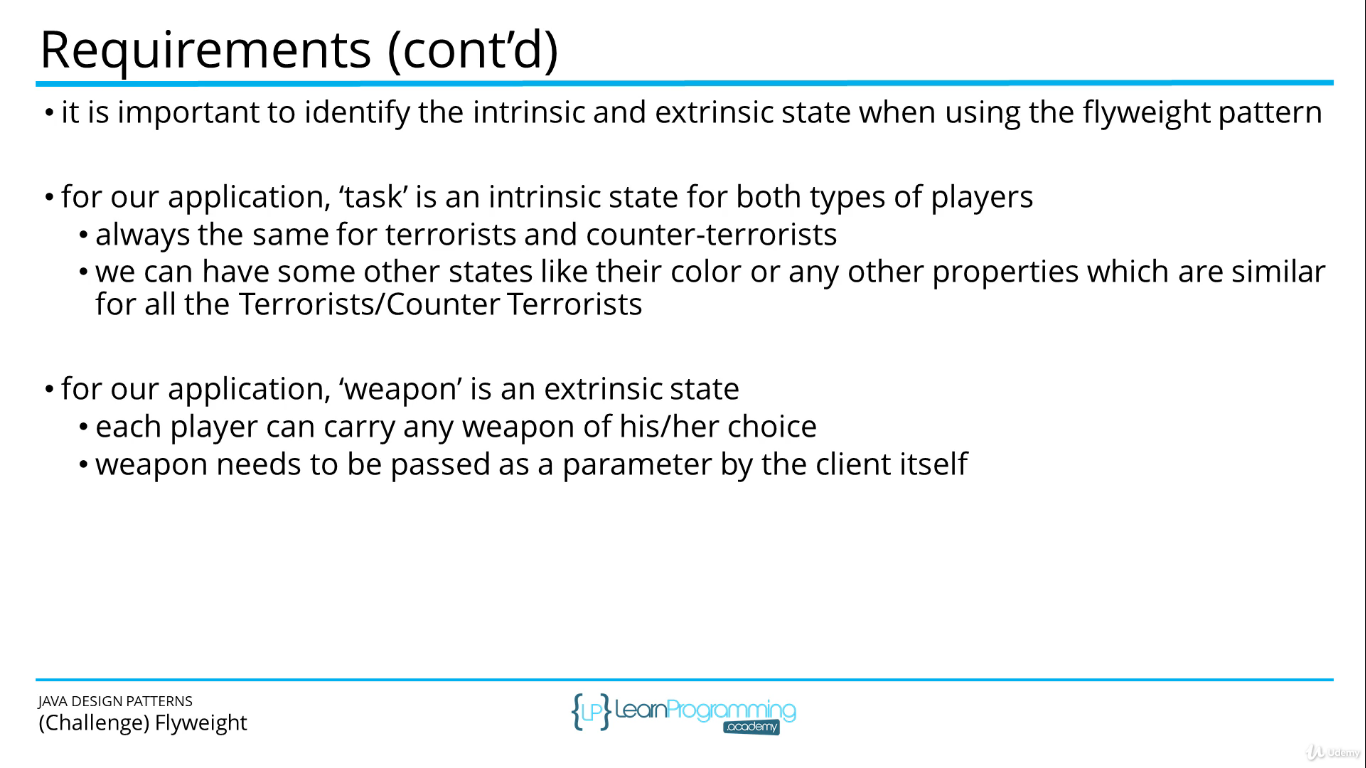 Requirements (cont’d)
• it is important to identify the intrinsic and extrinsic state when using the flyweight pattern
• for our application, ‘task’ is an intrinsic state for both types of players
• always the same for terrorists and counter-terrorists
• we can have some other states like their color or any other properties which are similar
for all the Terrorists/Counter Terrorists
• for our application, ‘weapon’ is an extrinsic state
• each player can carry any weapon of his/her choice
• weapon needs to be passed as a parameter by the client itself
JAVA DESIGN PATTERNS
(Challenge) Flyweight
{LP} LearnProgramming
.academy
Udemy